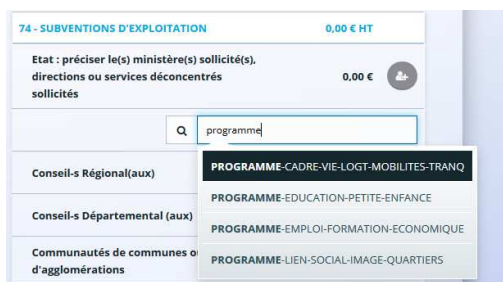 74 - SUBVENTIONS D'EXPLOITATION 0,00 € HT
Etat : préciser le(s) ministère(s) sollicité(s),
directions ou services déconcentrés 0,00 €
sollicités
programme
PROGRAMME-CADRE-VIE-LOGT-MOBILITES-TRANQ
Conseil-s Régional(aux)
PROGRAMME-EDUCATION-PETITE-ENFANCE
Conseil-s Départemental (aux)
PROGRAMME-EMPLOI-FORMATION-ECONOMIQUE
Communautés de communes
d'agglomérations
PROGRAMME-LIEN-SOCIAL-IMAGE-QUARTIERS